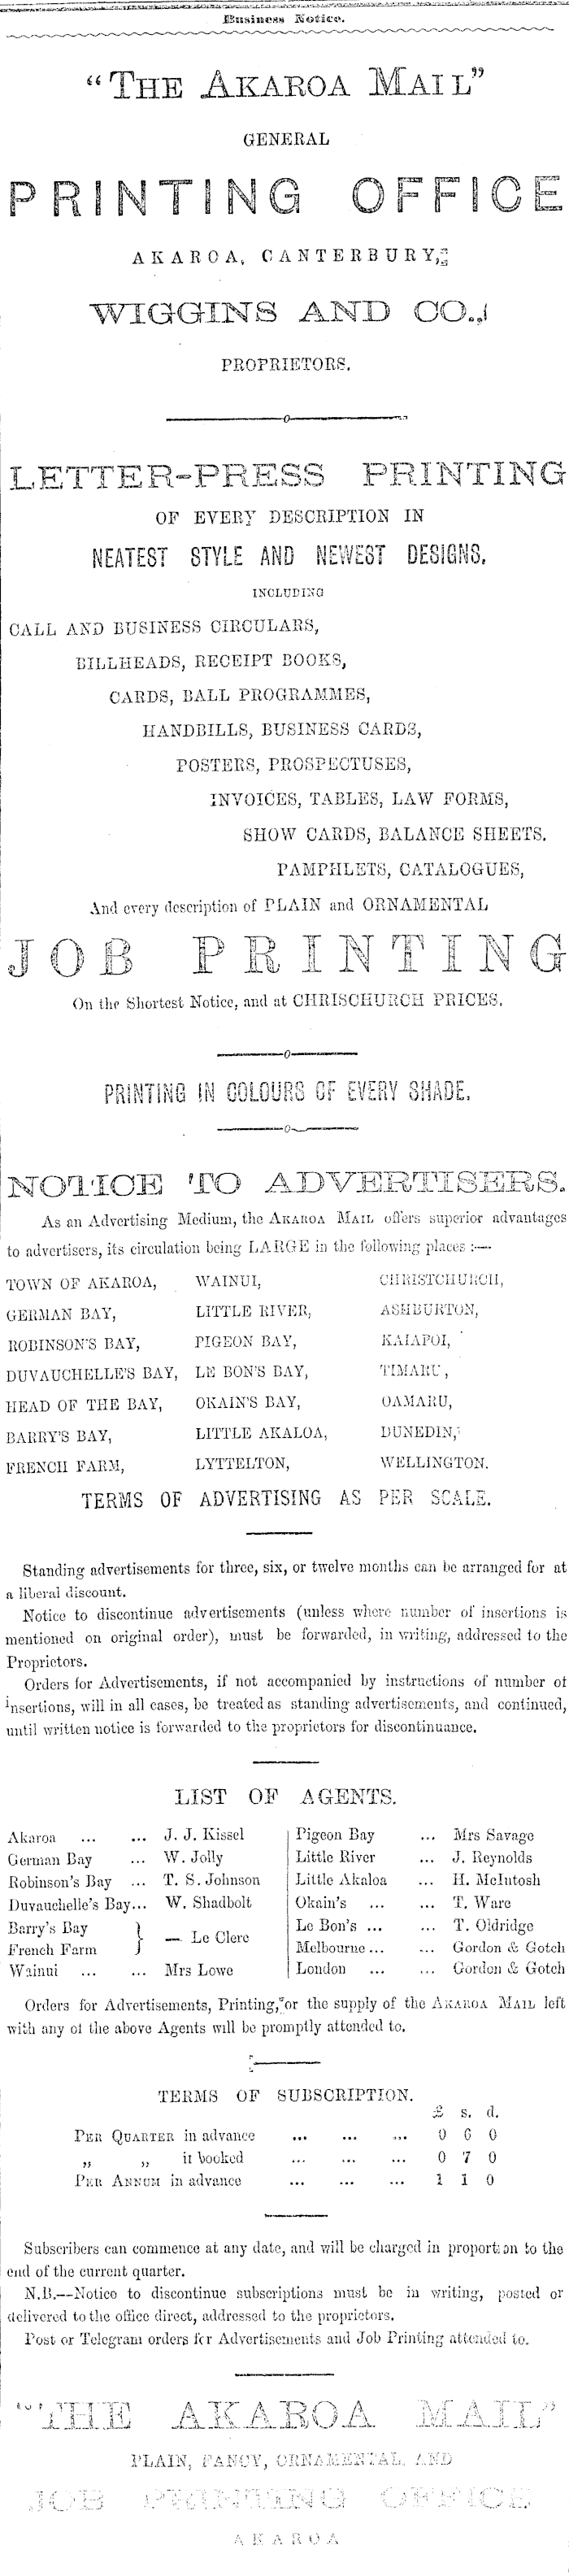 Business Notice.
"THE AKAROA MAIL"
GENERAL
PRINTING OFFICE
AKAROA, CANTERBURY,
WIGGINS AND CO.,
PROPRIETORS.
LETTER-PRESS PRINTING
OF EVERY DESCRIPTION IN
NEATEST STYLE AND NEWEST DESIGNS,
INCLUDING
CALL AND BUSINESS CIRCULARS,
BILLHEADS, RECEIPT BOOKS,
CARDS, BALL PROGRAMMES,
HANDBILLS, BUSINESS CARDS,
POSTERS, PROSPECTUSES,
INVOICES, TABLES, LAW FORMS,
SHOW CARDS, BALANCE SHEETS.
PAMPHLETS, CATALOGUES,
And every description of PLAIN and ORNAMENTAL
JOB PRINTING
On the Shortest Notice, and at CHRISCHURCH PRICES.
PRINTING IN COLOURS OF EVERY SHADE.
NOTICE TO ADVERTISERS.
As an Advertising Medium, the AKAROA MAIL offers superior advantages
to advertisers, its circulation being LARGE in the following places :—
TOWN OF AKAROA, WAINUI, CHRISTCHURCH,
GERMAN BAY, LITTLE RIVER, ASHBURTON,
ROBINSON'S BAY, PIGEON BAY, KAIAPOI,
DUVAUCHELLE'S BAY, LE BON'S BAY, TIMARU,
HEAD OF THE BAY, OKAIN'S BAY, OAMARU,
BARRY'S BAY, LITTLE AKALOA, DUNEDIN,
FRENCH FARM, LYTTELTON, WELLINGTON.
TERMS OF ADVERTISING AS PER SCALE.
Standing advertisements for three, six, or twelve months can be arranged for at
a liberal discount.
Notice to discontinue advertisements (unless where number of insertions is
mentioned on original order), must be forwarded, in writing, addressed to the
Proprietors.
Orders for Advertisements, if not accompanied by instructions of number of
insertions, will in all cases, be treated as standing advertisements, and continued,
until written notice is forwarded to the proprietors for discontinuance.
LIST OF AGENTS.
Akaroa ... ... J. J. Kissel
German Bay ... W. Jolly
Robinson's Bay ... T. S. Johnson
Duvauchelle's Bay... W. Shadbolt
Barry's Bay
French Farm } — Le Clere
Wainui ... ... Mrs Lowe
Pigeon Bay ... Mrs Savage
Little River ... J. Reynolds
Little Akaloa ... H. McIntosh
Okain's ... ... T. Ware
Le Bon's ... ... T. Oldridge
Melbourne ... ... Gordon & Gotch
London ... ... Gordon & Gotch
Orders for Advertisements, Printing, or the supply of the AKAROA MAIL left
with any of the above Agents will be promptly attended to.
TERMS OF SUBSCRIPTION.
£ s. d.
PER QUARTER in advance ... ... ... 0 6 0
„ „ if booked ... ... ... 0 7 0
PER ANNUM in advance ... ... ... 1 1 0
Subscribers can commence at any date, and will be charged in proportion to the
end of the current quarter.
N.B.—Notice to discontinue subscriptions must be in writing, posted or
delivered to the office direct, addressed to the proprietors.
Post or Telegram orders for Advertisements and Job Printing attended to.
"THE AKAROA MAIL"
PLAIN, FANCY, ORNAMENTAL, AND
JOB PRINTING OFFICE
AKAROA